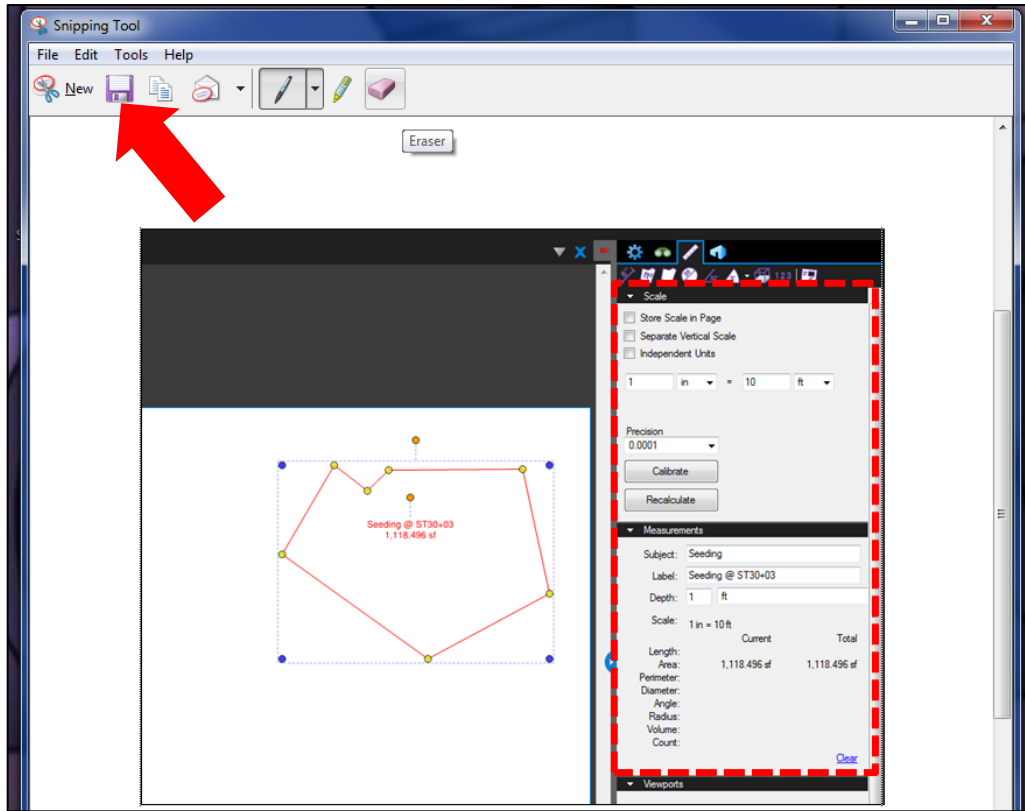 Snipping Tool
File Edit Tools Help
New
Eraser
123
Scale
Store Scale in Page
Separate Vertical Scale
Independent Units
1 in = 10 ft
Precision
0.0001
Calibrate
Recalculate
Seeding @ ST30+03
1,118.496 sf
Measurements
Subject: Seeding
Label: Seeding @ ST30+03
Depth: 1 ft
Scale: 1 in = 10 ft
Current Total
Length:
Area: 1,118.496 sf 1,118.496 sf
Perimeter:
Diameter:
Angle:
Radius:
Volume:
Count:
Clear
Viewports